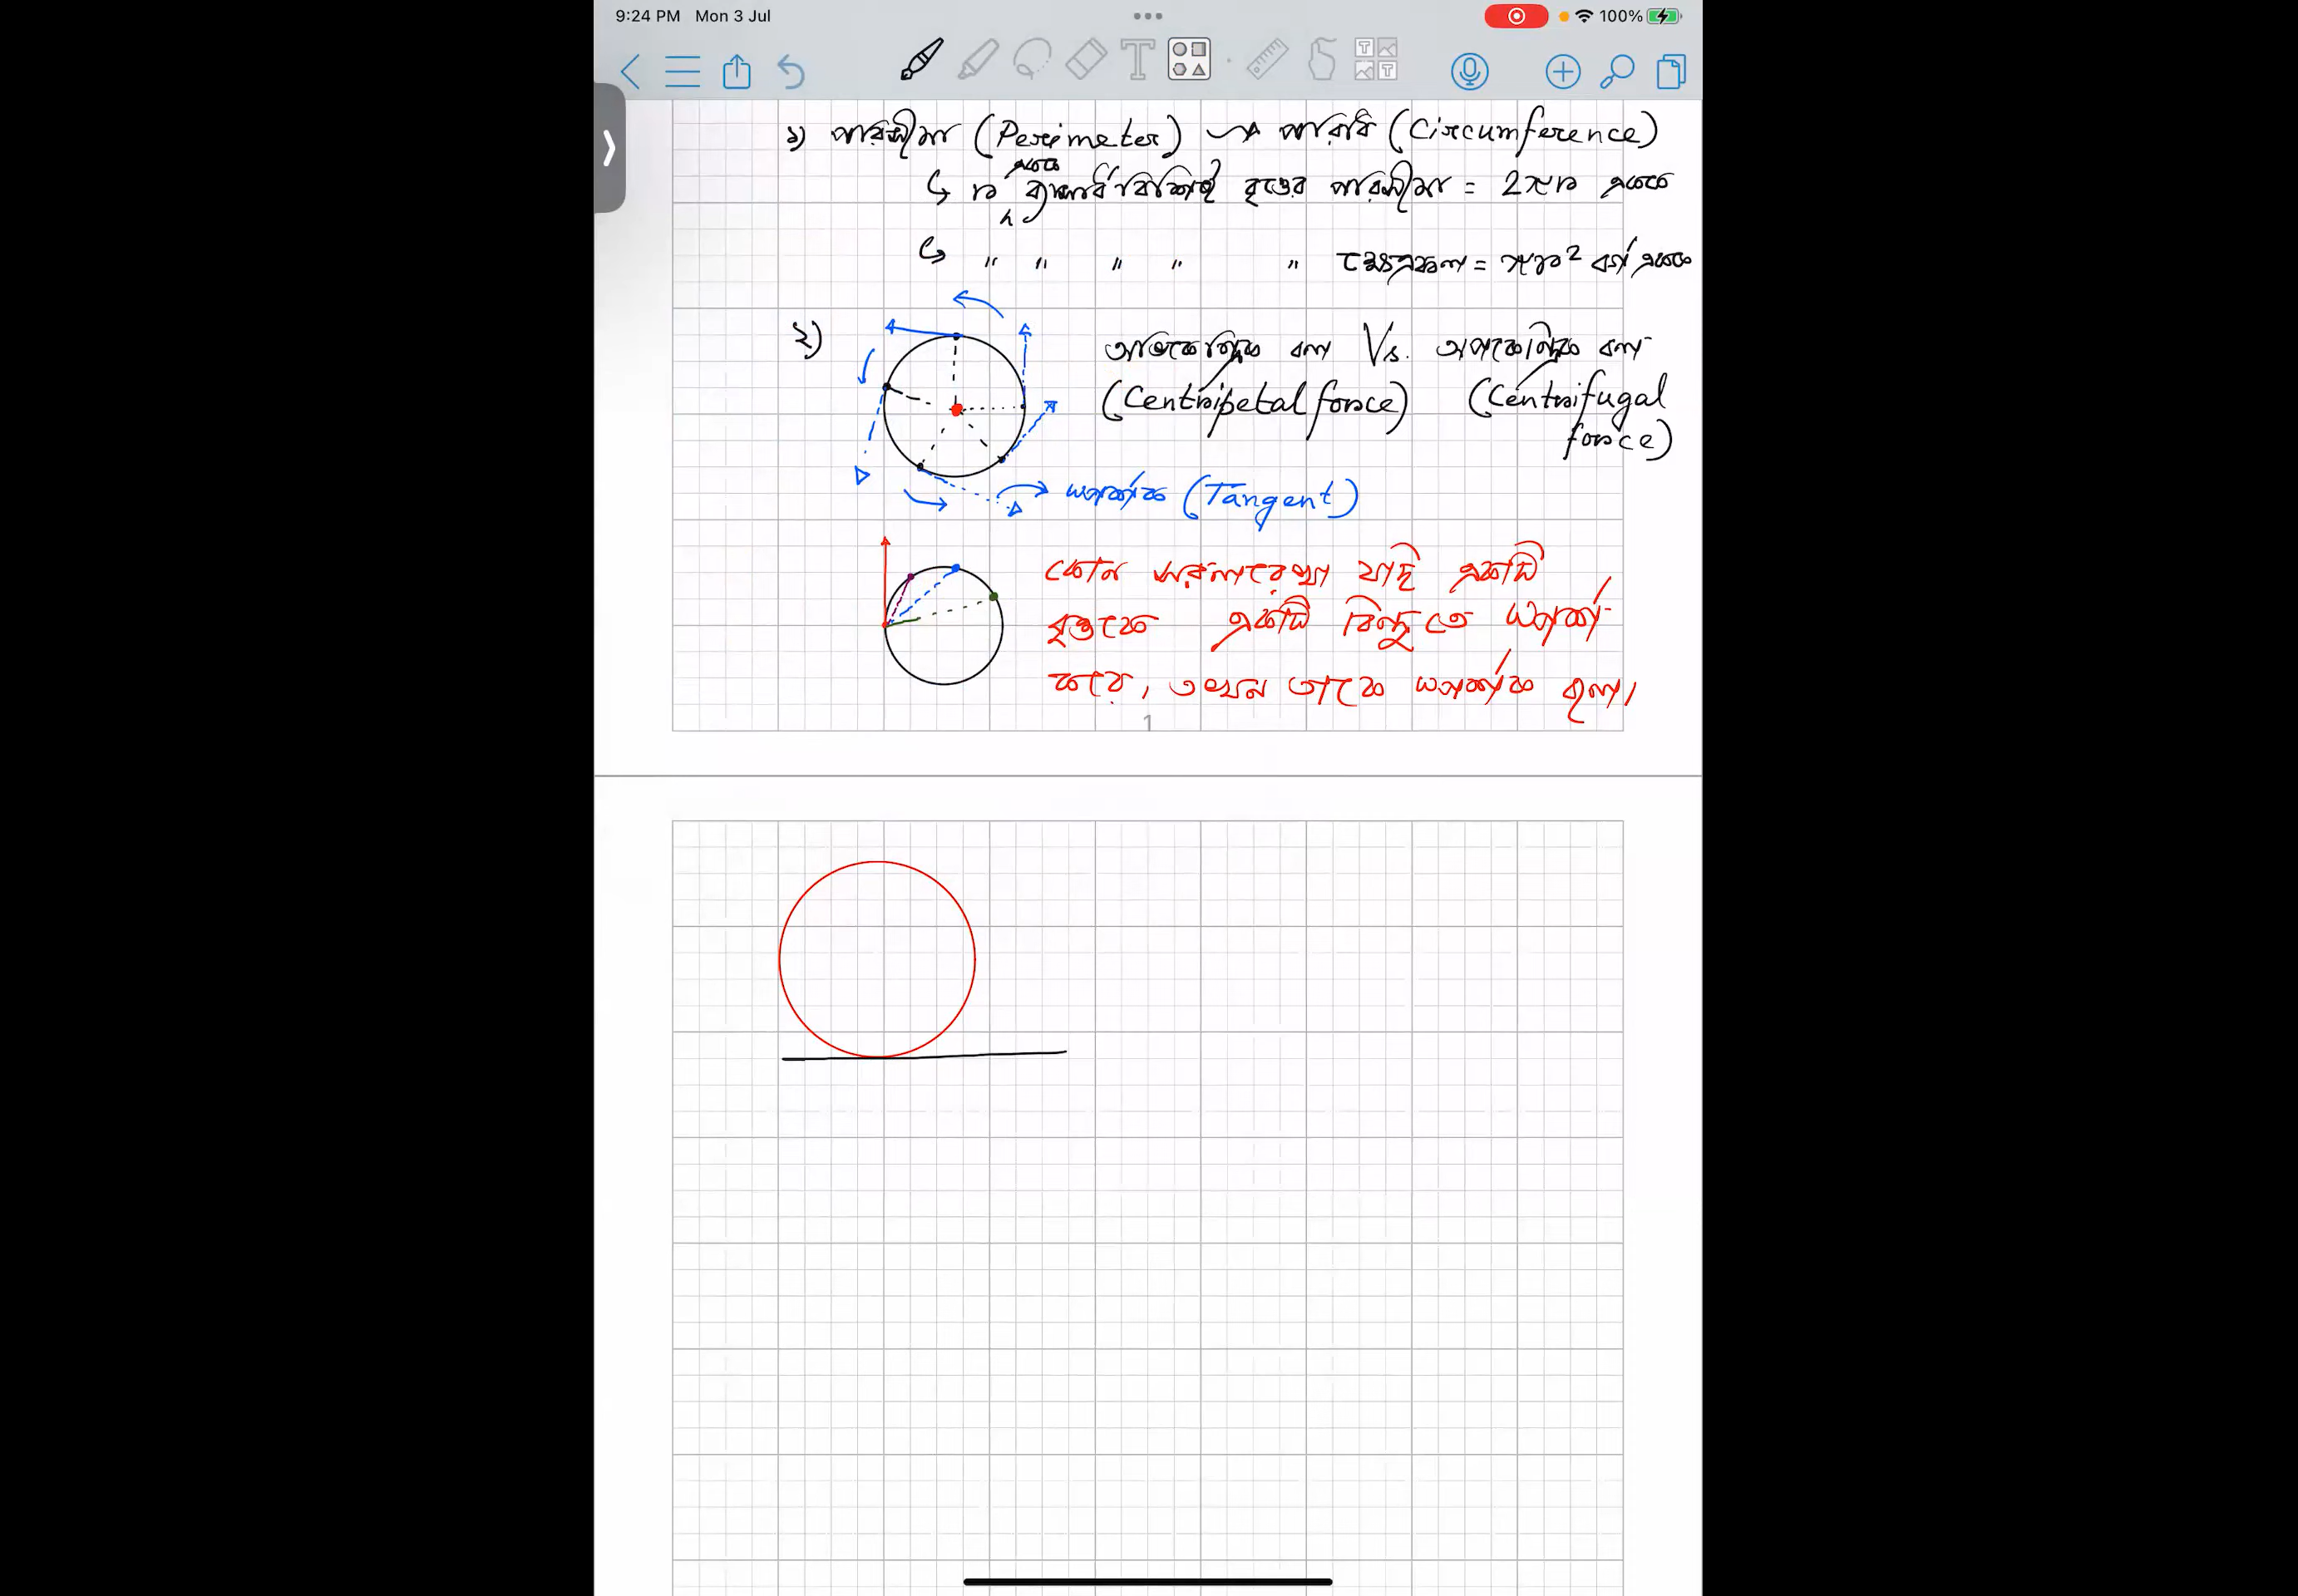 9:24 PM Mon 3 Jul
100%
১) পরিসীমা (Perimeter) → পরিধি (Circumference)
একক
↳ r ব্যাসার্ধবিশিষ্ট বৃত্তের পরিসীমা = 2πr একক
↳ " " " " " ক্ষেত্রফল = πr² বর্গ একক
২)
অভিকেন্দ্রিক বল Vs. অপকেন্দ্রিক বল
(Centripetal force) (Centrifugal force)
স্পর্শক (Tangent)
কোন সরলরেখা যদি একটি
বৃত্তকে একটি বিন্দুতে স্পর্শ
করে, তখন তাকে স্পর্শক বলে।
1